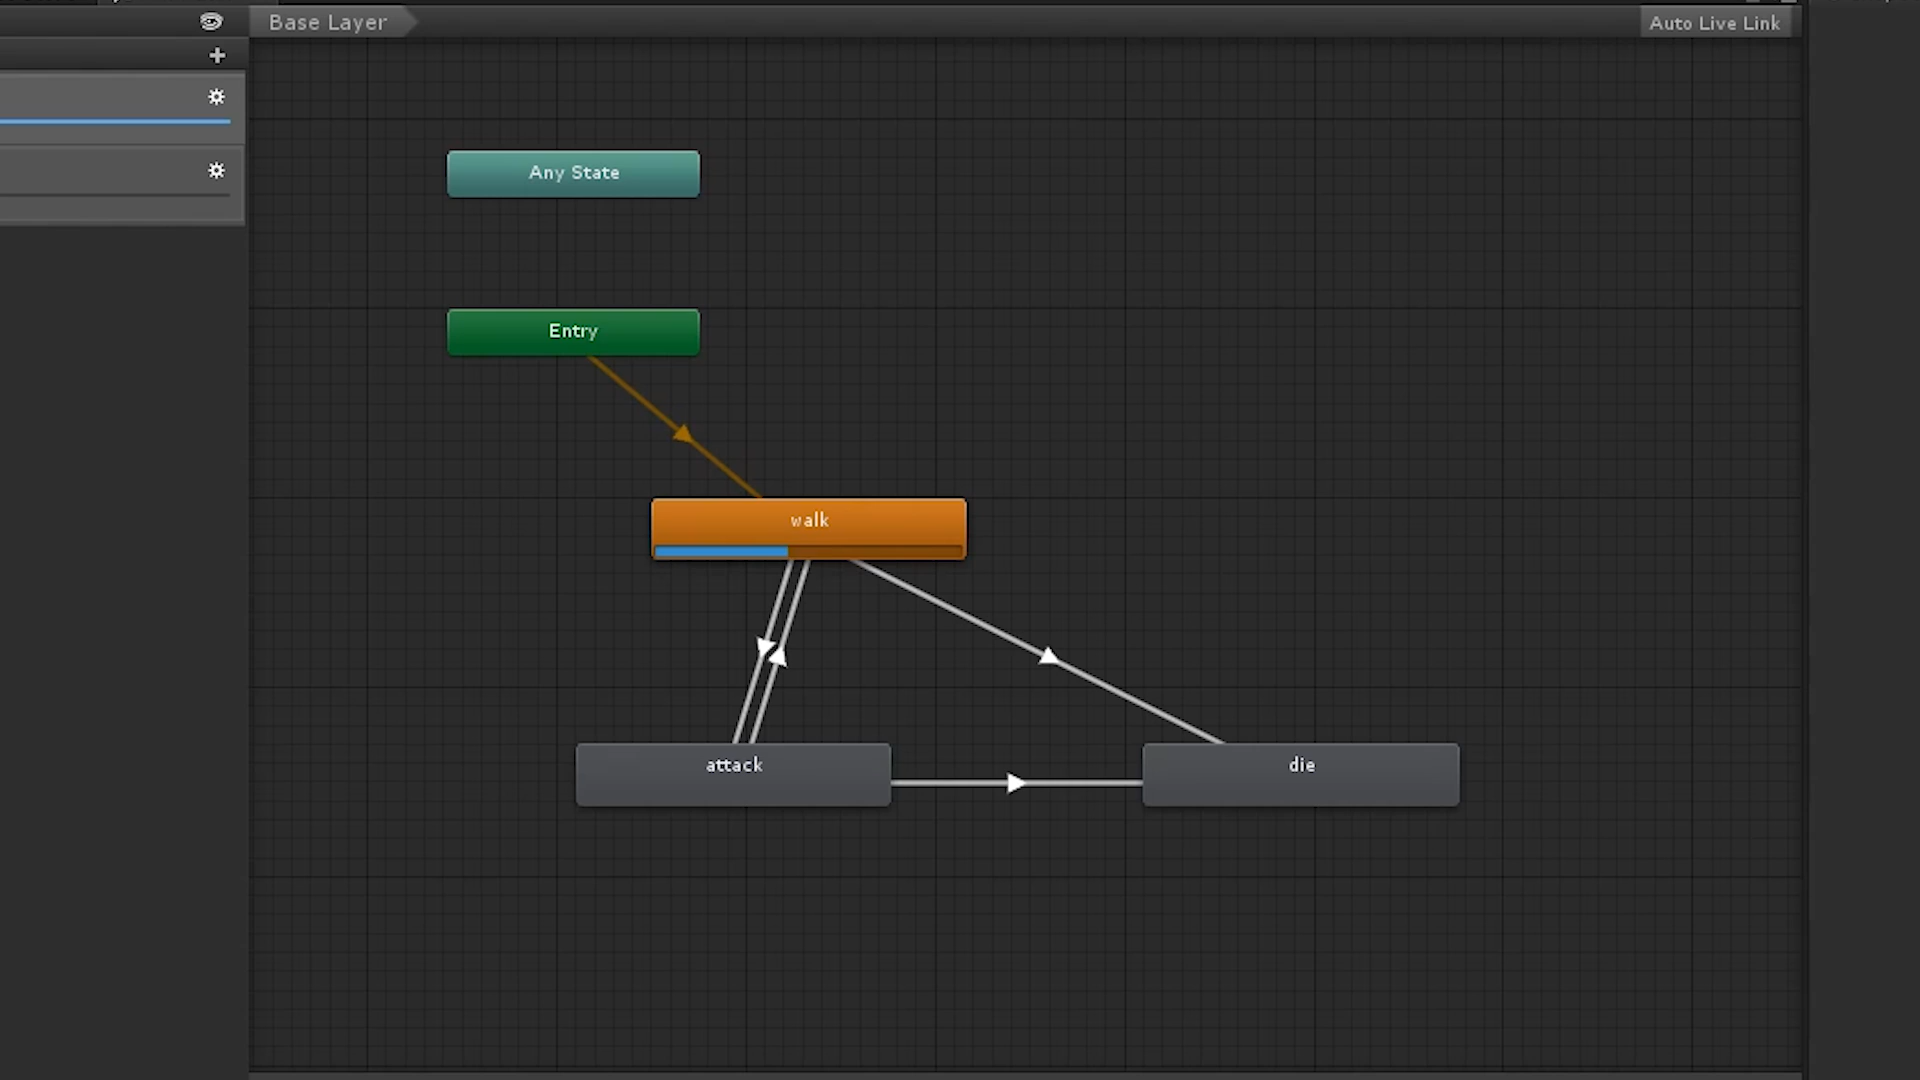 Base Layer
Auto Live Link
Any State
Entry
walk
attack
die